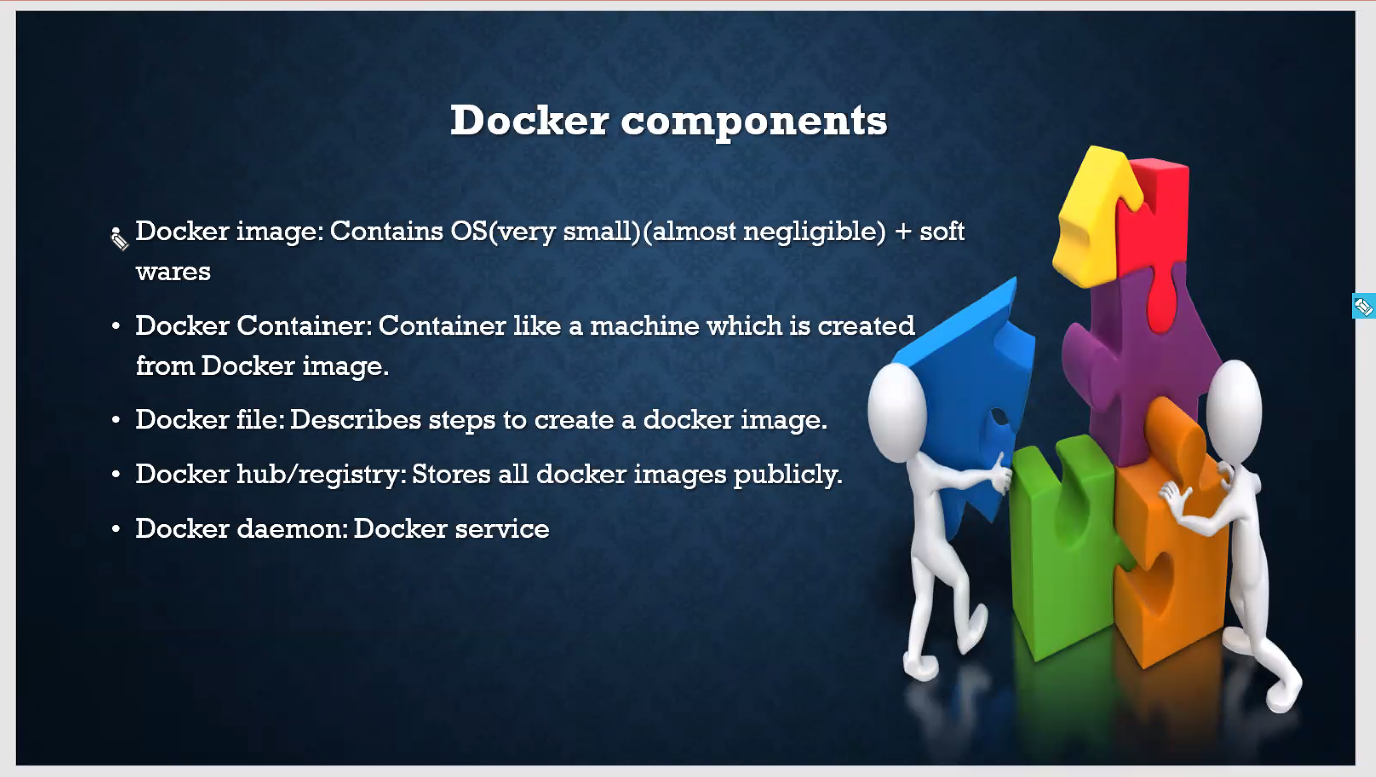 Docker components
• Docker image: Contains OS(very small)(almost negligible) + soft
wares
• Docker Container: Container like a machine which is created
from Docker image.
• Docker file: Describes steps to create a docker image.
• Docker hub/registry: Stores all docker images publicly.
• Docker daemon: Docker service